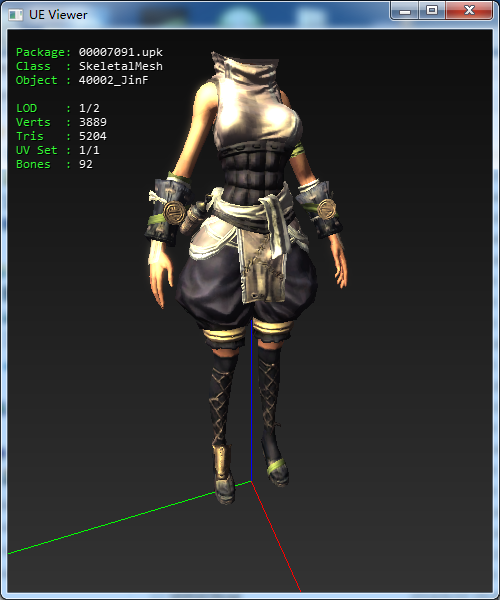 UE Viewer
Package: 00007091.upk
Class : SkeletalMesh
Object : 40002_JinF
LOD : 1/2
Verts : 3889
Tris : 5204
UV Set : 1/1
Bones : 92